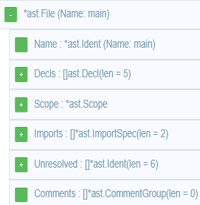 - *ast.File (Name: main)
Name : *ast.Ident (Name: main)
+ Decls : []ast.Decl(len = 5)
+ Scope : *ast.Scope
+ Imports : []*ast.ImportSpec(len = 2)
+ Unresolved : []*ast.Ident(len = 6)
Comments : []*ast.CommentGroup(len = 0)